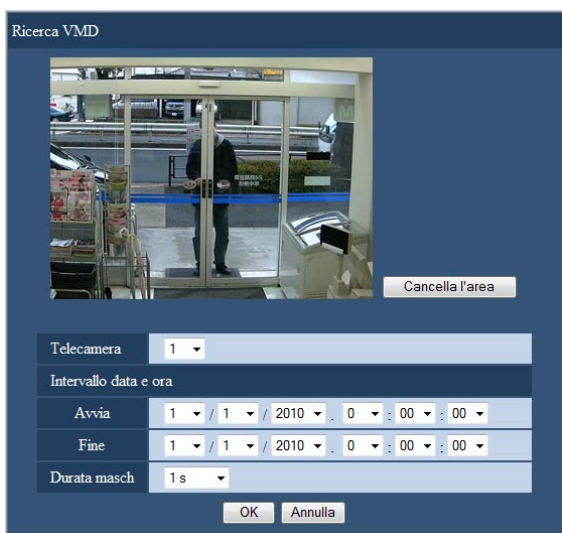 Ricerca VMD
Cancella l'area
Telecamera 1
Intervallo data e ora
Avvia 1 / 1 / 2010 . 0 : 00 : 00
Fine 1 / 1 / 2010 . 0 : 00 : 00
Durata masch 1 s
OK Annulla